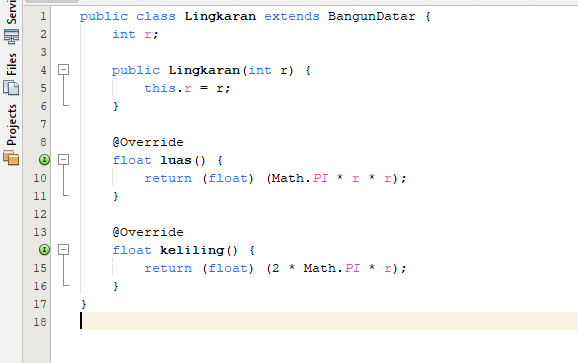 Servi
Files
Projects
1 public class Lingkaran extends BangunDatar {
2     int r;
3
4     public Lingkaran(int r) {
5         this.r = r;
6     }
7
8     @Override
    float luas() {
10         return (float) (Math.PI * r * r);
11     }
12
13     @Override
    float keliling() {
15         return (float) (2 * Math.PI * r);
16     }
17 }
18